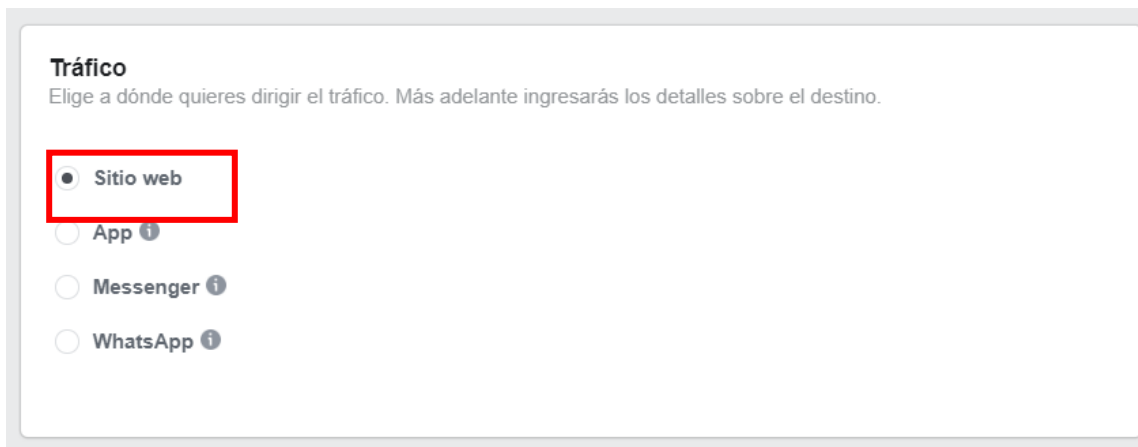 Tráfico
Elige a dónde quieres dirigir el tráfico. Más adelante ingresarás los detalles sobre el destino.
Sitio web
App
Messenger
WhatsApp